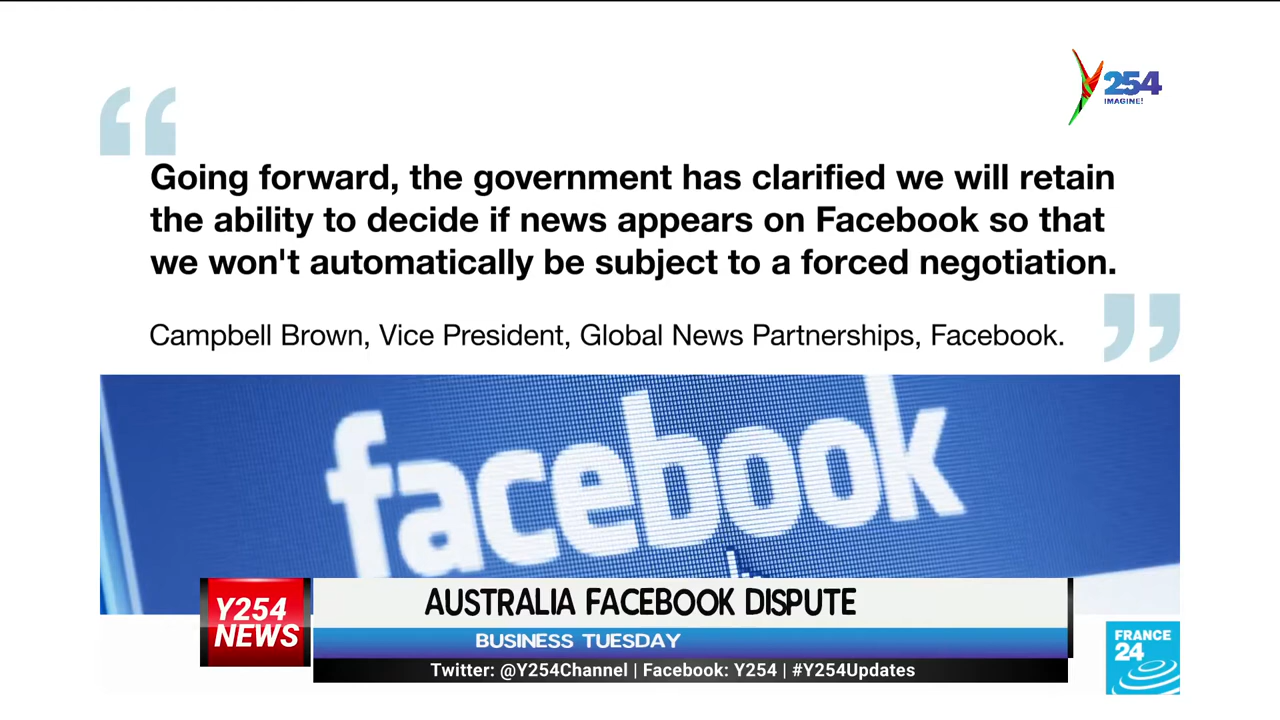 254
IMAGINE!
Going forward, the government has clarified we will retain
the ability to decide if news appears on Facebook so that
we won't automatically be subject to a forced negotiation.
Campbell Brown, Vice President, Global News Partnerships, Facebook.
facebook
Y254
NEWS
AUSTRALIA FACEBOOK DISPUTE
BUSINESS TUESDAY
Twitter: @Y254Channel | Facebook: Y254 | #Y254Updates
FRANCE
24